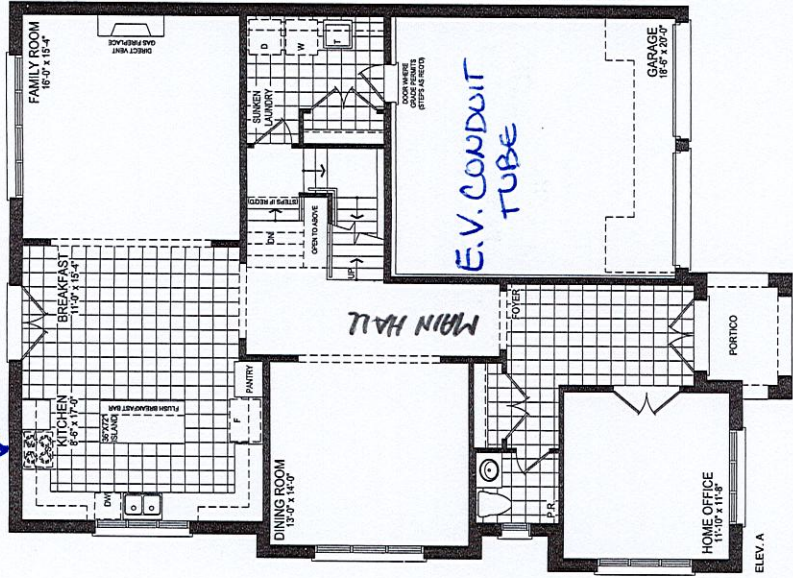 FAMILY ROOM
16'-0" x 15'-4"
DIRECT VENT
GAS FIREPLACE
SUNKEN
LAUNDRY
D
W
T
DOOR WHERE
GRADE PERMITS
(STEPS AS REQ'D)
GARAGE
18'-6" x 20'-0"
E.V. CONDUIT
TUBE
BREAKFAST
11'-0" x 15'-4"
DN
(STEPS IF REQ'D)
OPEN TO ABOVE
UP
MAIN HALL
FOYER
PORTICO
KITCHEN
8'-6" x 17'-0"
36"X72"
ISLAND
FLUSH BREAKFAST BAR
PANTRY
F
DW
DINING ROOM
13'-0" x 14'-0"
P.R.
HOME OFFICE
11'-10" x 11'-8"
ELEV. A